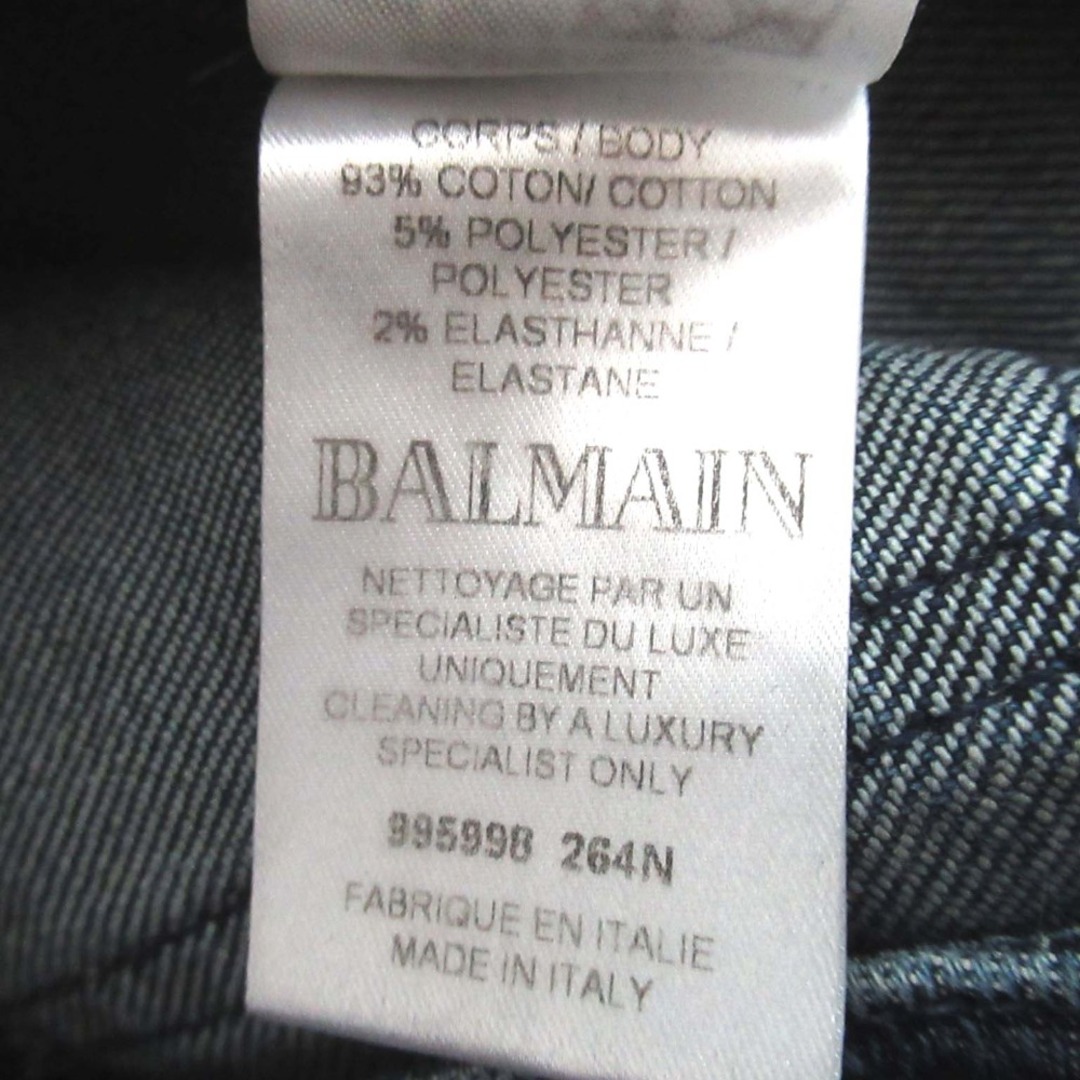 CORPS / BODY
93% COTON/ COTTON
5% POLYESTER /
POLYESTER
2% ELASTHANNE /
ELASTANE
BALMAIN
NETTOYAGE PAR UN
SPECIALISTE DU LUXE
UNIQUEMENT
CLEANING BY A LUXURY
SPECIALIST ONLY
995998 264N
FABRIQUE EN ITALIE
MADE IN ITALY